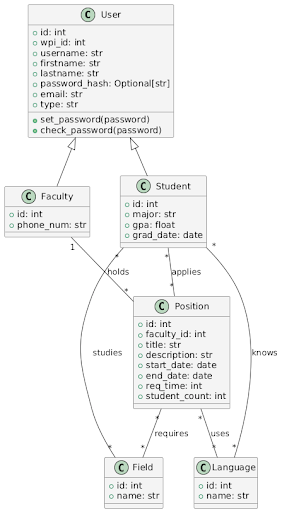 C User
id: int
wpi_id: int
username: str
firstname: str
lastname: str
password_hash: Optional[str]
email: str
type: str
set_password(password)
check_password(password)
C Faculty
id: int
phone_num: str
C Student
id: int
major: str
gpa: float
grad_date: date
1
*
*
*
holds
applies
*
*
C Position
id: int
faculty_id: int
title: str
description: str
start_date: date
end_date: date
req_time: int
student_count: int
studies
knows
*
*
requires
uses
*
*
*
*
C Field
id: int
name: str
C Language
id: int
name: str